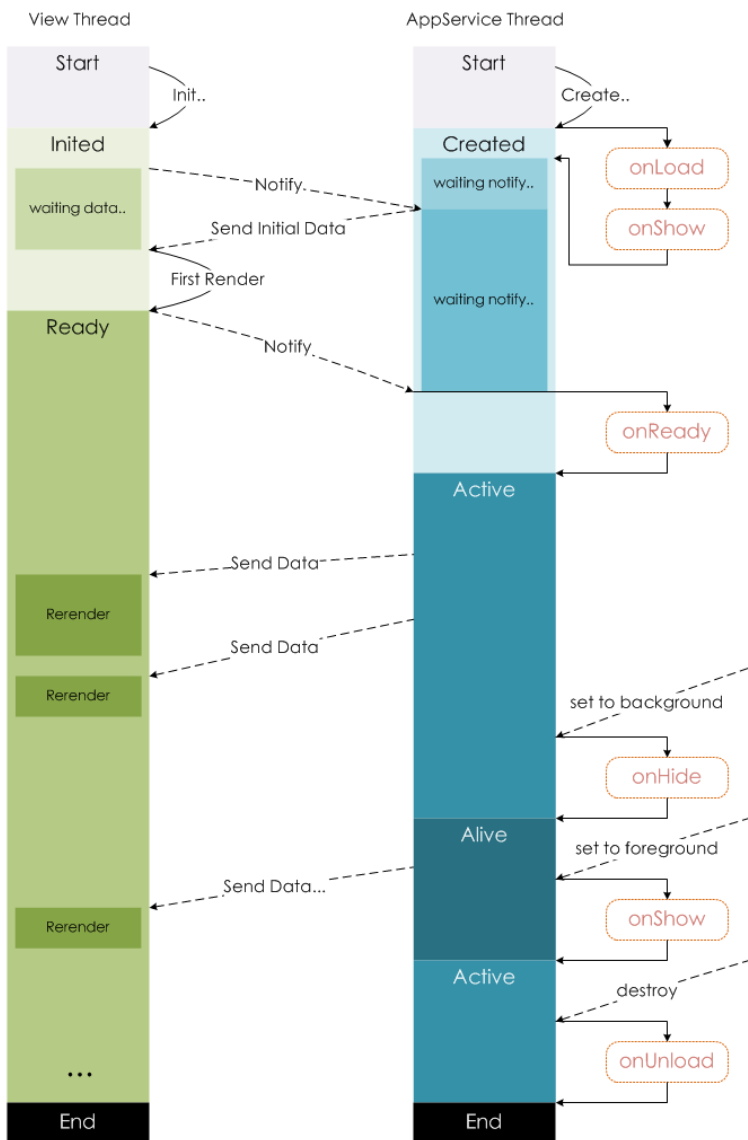 View Thread
AppService Thread
Start
Start
Init..
Create..
Inited
Created
onLoad
waiting data..
Notify
waiting notify..
onShow
Send Initial Data
First Render
waiting notify..
Ready
Notify
onReady
Active
Send Data
Rerender
Send Data
Rerender
set to background
onHide
Alive
set to foreground
Send Data...
Rerender
onShow
Active
destroy
onUnload
...
End
End